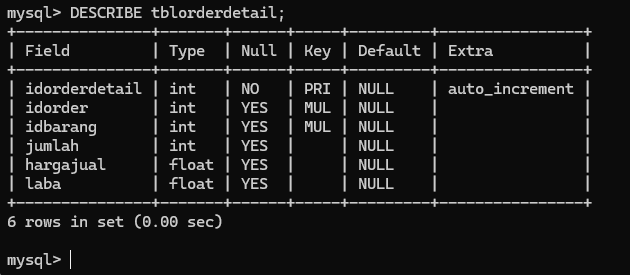 mysql> DESCRIBE tblorderdetail;
+---------------+-------+------+-----+---------+----------------+
| Field         | Type  | Null | Key | Default | Extra          |
+---------------+-------+------+-----+---------+----------------+
| idorderdetail | int   | NO   | PRI | NULL    | auto_increment |
| idorder       | int   | YES  | MUL | NULL    |                |
| idbarang      | int   | YES  | MUL | NULL    |                |
| jumlah        | int   | YES  |     | NULL    |                |
| hargajual     | float | YES  |     | NULL    |                |
| laba          | float | YES  |     | NULL    |                |
+---------------+-------+------+-----+---------+----------------+
6 rows in set (0.00 sec)
mysql>